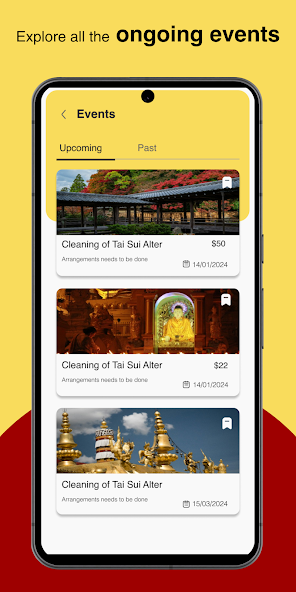 Explore all the ongoing events
Events
Upcoming Past
Cleaning of Tai Sui Alter $50
Arrangements needs to be done
14/01/2024
Cleaning of Tai Sui Alter $22
Arrangements needs to be done
14/01/2024
Cleaning of Tai Sui Alter
Arrangements needs to be done
15/03/2024